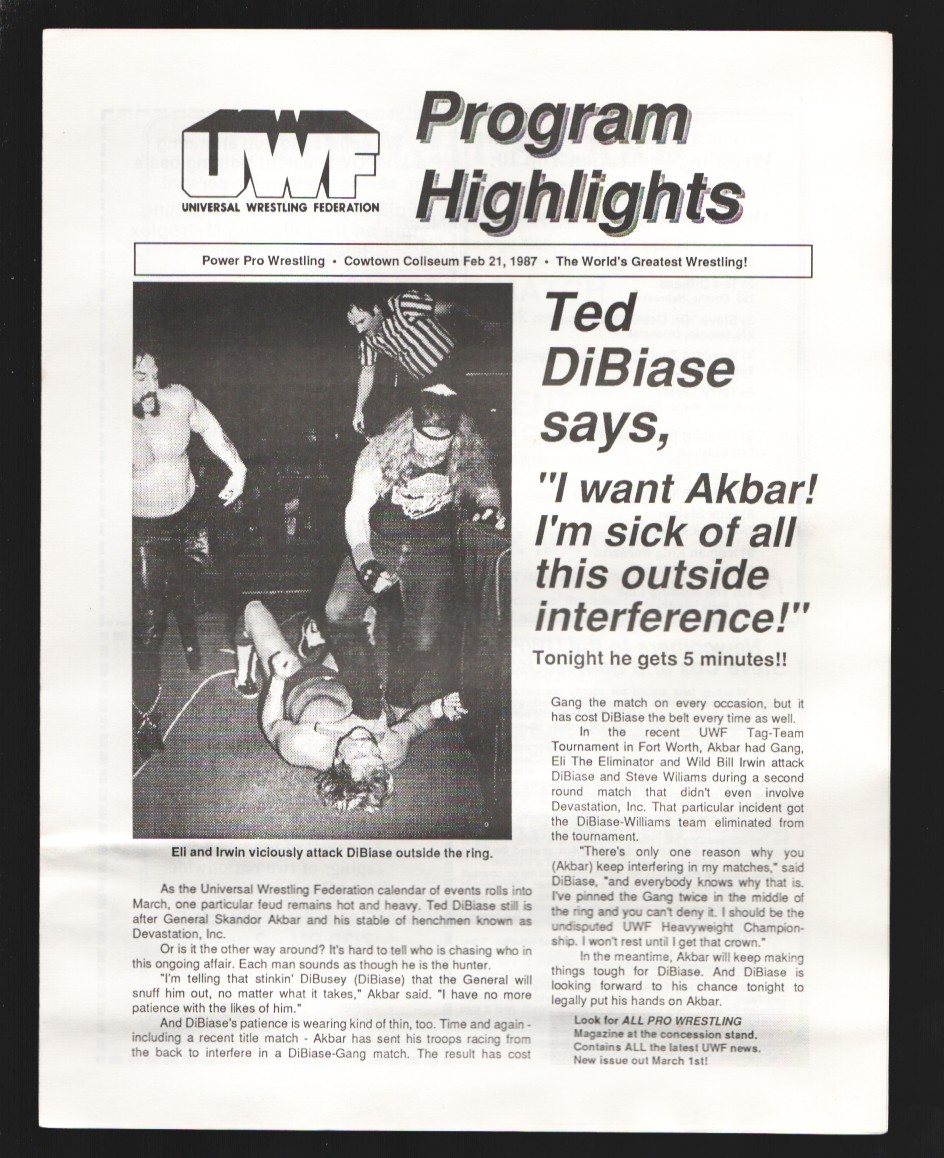 UWF
UNIVERSAL WRESTLING FEDERATION
Program
Highlights
Power Pro Wrestling • Cowtown Coliseum Feb 21, 1987 • The World's Greatest Wrestling!
Ted
DiBiase
says,
"I want Akbar!
I'm sick of all
this outside
interference!"
Tonight he gets 5 minutes!!
Eli and Irwin viciously attack DiBiase outside the ring.
As the Universal Wrestling Federation calendar of events rolls into
March, one particular feud remains hot and heavy. Ted DiBiase still is
after General Skandor Akbar and his stable of henchmen known as
Devastation, Inc.
Or is it the other way around? It's hard to tell who is chasing who in
this ongoing affair. Each man sounds as though he is the hunter.
"I'm telling that stinkin' DiBusey (DiBiase) that the General will
snuff him out, no matter what it takes," Akbar said. "I have no more
patience with the likes of him."
And DiBiase's patience is wearing kind of thin, too. Time and again -
including a recent title match - Akbar has sent his troops racing from
the back to interfere in a DiBiase-Gang match. The result has cost
Gang the match on every occasion, but it
has cost DiBiase the belt every time as well.
In the recent UWF Tag-Team
Tournament in Fort Worth, Akbar had Gang,
Eli The Eliminator and Wild Bill Irwin attack
DiBiase and Steve Wiliams during a second
round match that didn't even involve
Devastation, Inc. That particular incident got
the DiBiase-Williams team eliminated from
the tournament.
"There's only one reason why you
(Akbar) keep interfering in my matches," said
DiBiase, "and everybody knows why that is.
I've pinned the Gang twice in the middle of
the ring and you can't deny it. I should be the
undisputed UWF Heavyweight Champion-
ship. I won't rest until I get that crown."
In the meantime, Akbar will keep making
things tough for DiBiase. And DiBiase is
looking forward to his chance tonight to
legally put his hands on Akbar.
Look for ALL PRO WRESTLING
Magazine at the concession stand.
Contains ALL the latest UWF news.
New issue out March 1st!